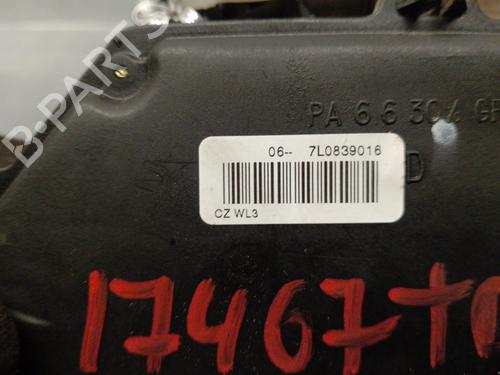 B-PARTS
PA 6.6 30% GF
06-- 7L0839016
D
CZ WL3
17467+